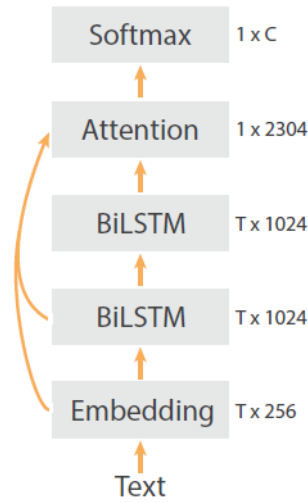 Softmax 1 x C
Attention 1 x 2304
BiLSTM T x 1024
BiLSTM T x 1024
Embedding T x 256
Text